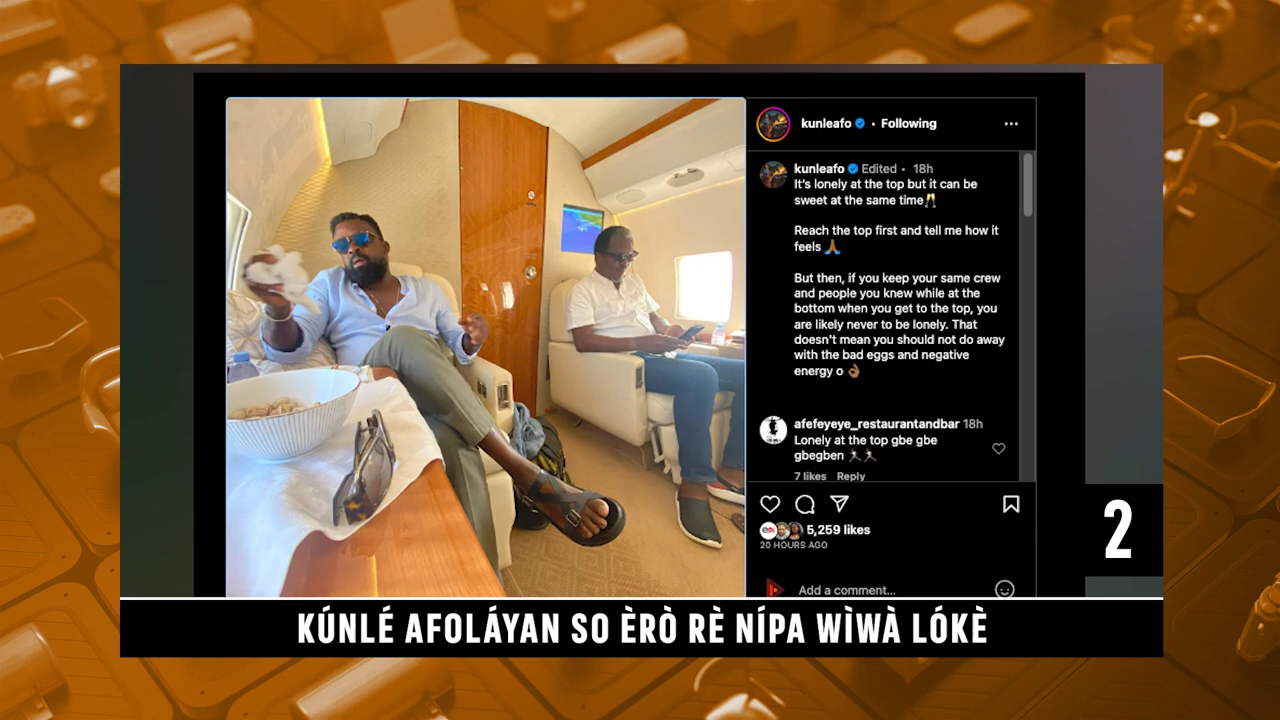 kunleafo • Following
kunleafo Edited • 18h
It's lonely at the top but it can be
sweet at the same time🥂
Reach the top first and tell me how it
feels 🙏🏾
But then, if you keep your same crew
and people you knew while at the
bottom when you get to the top, you
are likely never to be lonely. That
doesn't mean you should not do away
with the bad eggs and negative
energy o 👌🏾
afefeyeye_restaurantandbar 18h
Lonely at the top gbe gbe
gbegben
7 likes Reply
5,259 likes
20 HOURS AGO
Add a comment...
2
KÚNLÉ AFOLÁYAN SO ÈRÒ RÈ NÍPA WÌWÀ LÓKÈ